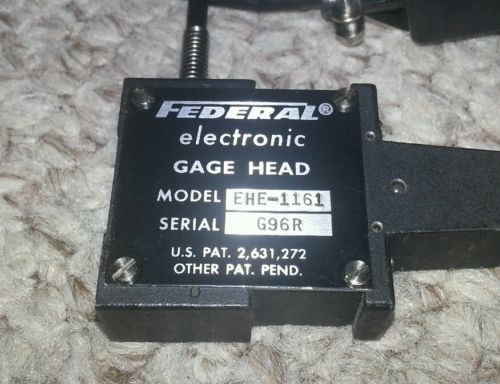 FEDERAL®
electronic
GAGE HEAD
MODEL EHE-1161
SERIAL G96R
U.S. PAT. 2,631,272
OTHER PAT. PEND.